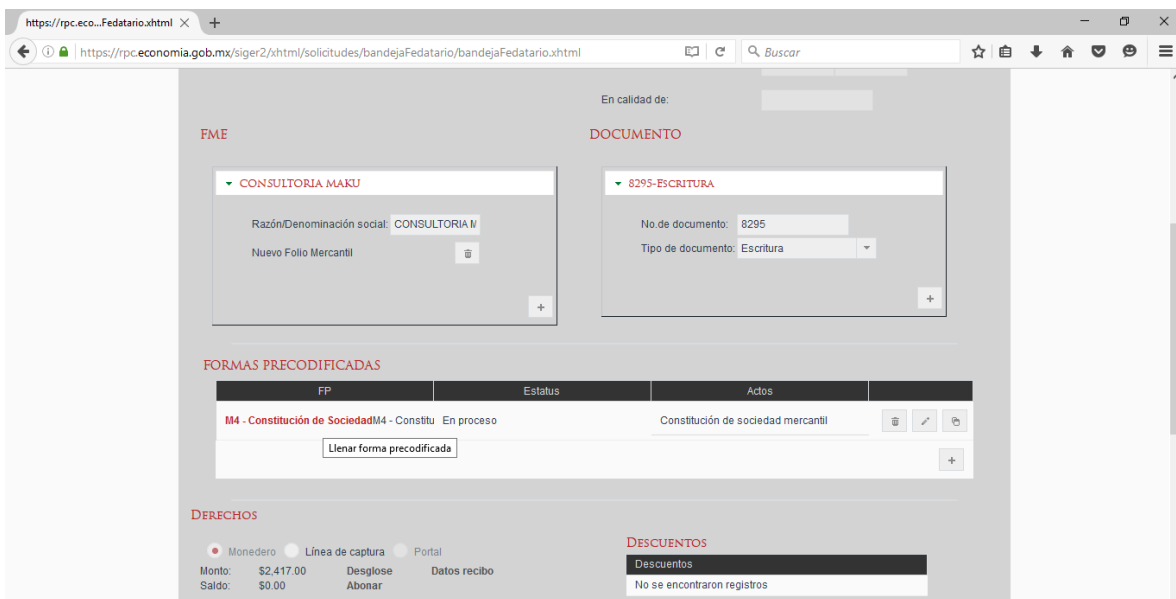 https://rpc.eco...Fedatario.xhtml
https://rpc.economia.gob.mx/siger2/xhtml/solicitudes/bandejaFedatario/bandejaFedatario.xhtml
Buscar
En calidad de:
FME
DOCUMENTO
CONSULTORIA MAKU
8295-Escritura
Razón/Denominación social: CONSULTORIA M
No.de documento: 8295
Nuevo Folio Mercantil
Tipo de documento: Escritura
FORMAS PRECODIFICADAS
FP Estatus Actos
M4 - Constitución de SociedadM4 - Constitu En proceso Constitución de sociedad mercantil
Llenar forma precodificada
Derechos
Descuentos
Monedero Línea de captura Portal
Descuentos
Monto: $2,417.00 Desglose Datos recibo
Saldo: $0.00 Abonar
No se encontraron registros